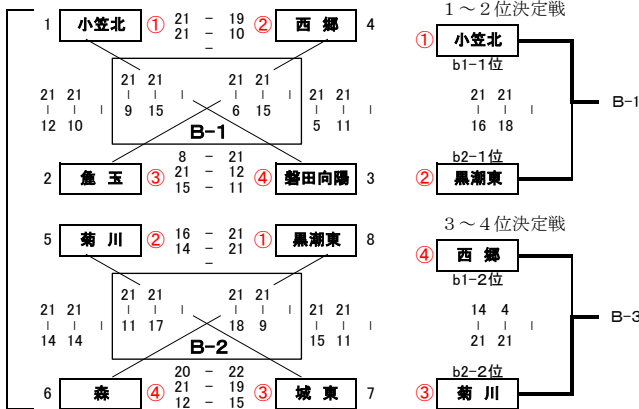 1 小笠北 ① 21 - 19 ② 西郷 4
21 - 10
-
21 21 21 21
21 21 - - - - - - 21 21
- - - 9 15 6 15 - - -
12 10 B-1 5 11
8 - 21
2 亀玉 ③ 21 - 12 ④ 磐田向陽 3
15 - 11
5 菊川 ② 16 - 21 ① 黒潮東 8
14 - 21
-
21 21 21 21
21 21 - - - - 21 21
- - - 11 17 18 9 - - -
14 14 B-2 15 11
20 - 22
6 森 ④ 21 - 19 ③ 城東 7
12 - 15
1~2位決定戦
① 小笠北
b1-1位
21 21
- - - B-1
16 18
b2-1位
② 黒潮東
3~4位決定戦
④ 西郷
b1-2位
14 4
- - - B-3
21 21
b2-2位
③ 菊川